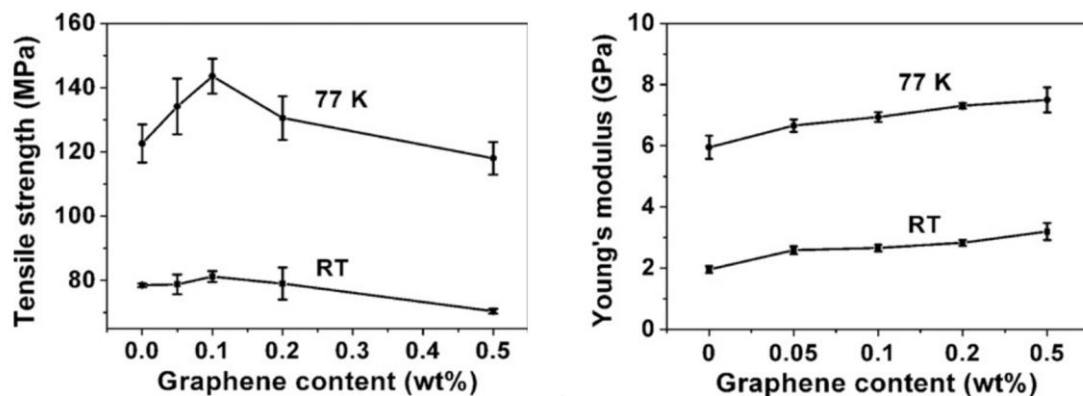 Tensile strength (MPa)
160
140
120
100
80
77 K
RT
0.0 0.1 0.2 0.3 0.4 0.5
Graphene content (wt%)
Young's modulus (GPa)
10
8
6
4
2
0
77 K
RT
0 0.05 0.1 0.2 0.5
Graphene content (wt%)